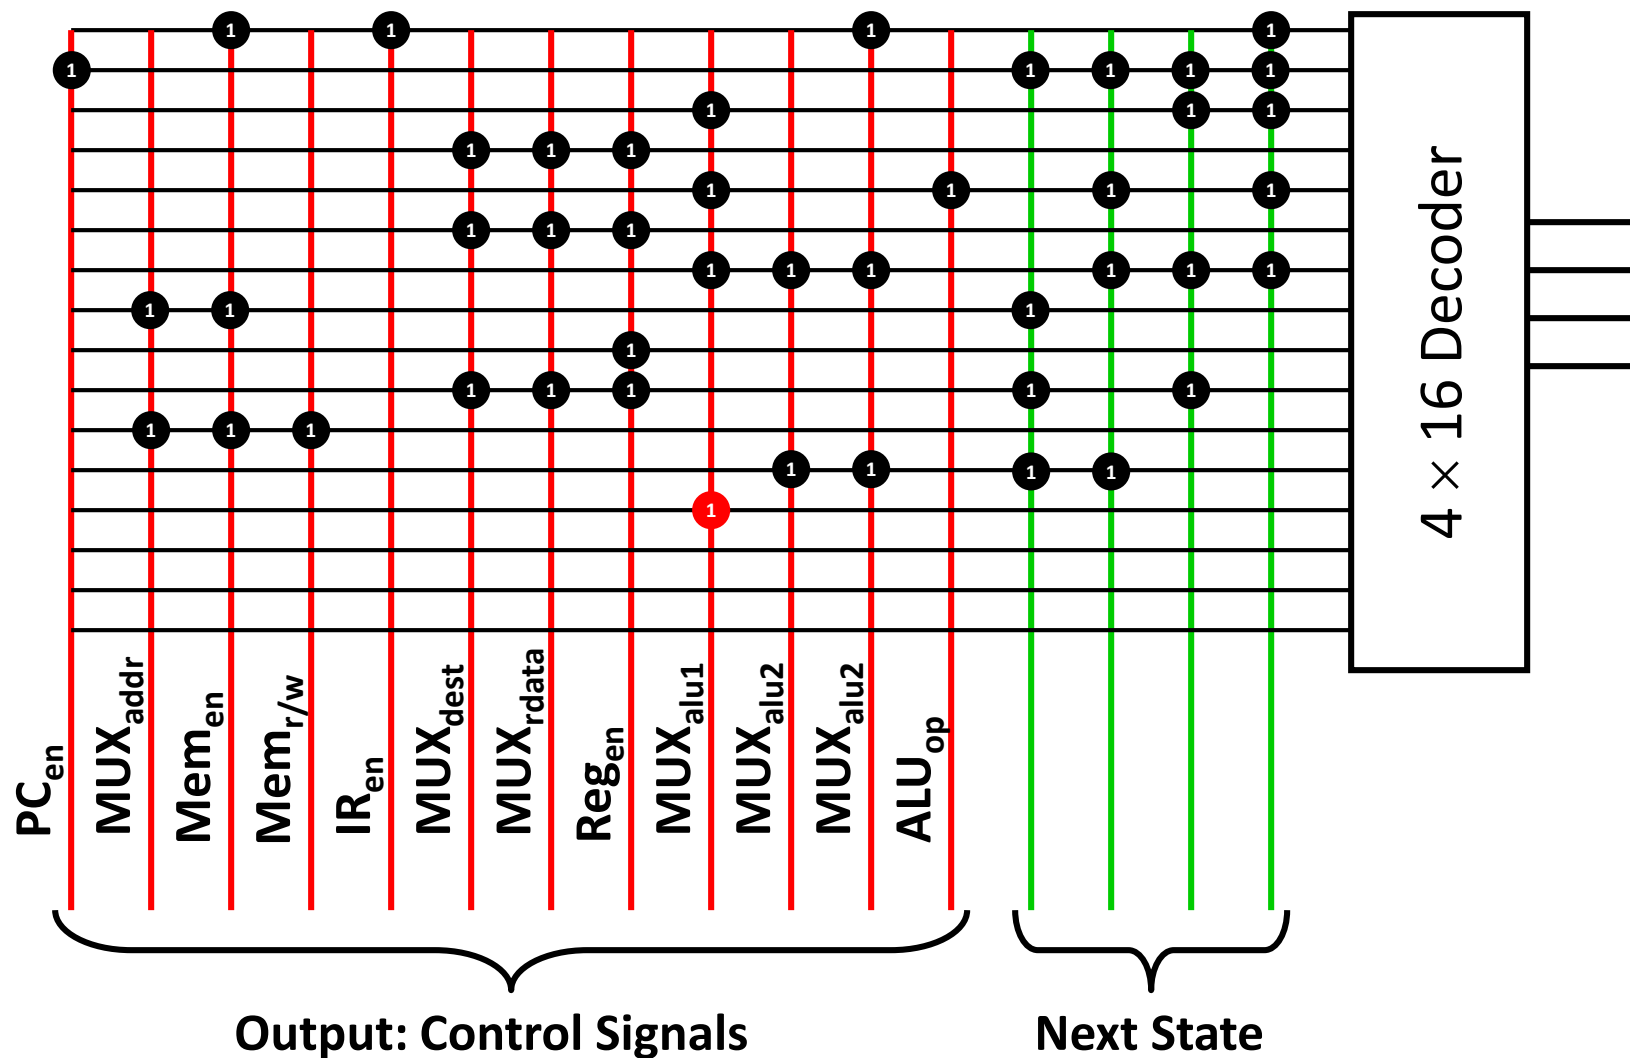 1 1 1 1
1 1 1 1 1
1 1 1
1 1 1
1 1 1 1
1 1 1
1 1 1 1 1 1
1 1 1
1
1 1 1 1 1
1 1 1
1 1 1 1
1
4 × 16 Decoder
PCen
MUXaddr
Memen
Memr/w
IRen
MUXdest
MUXrdata
Regen
MUXalu1
MUXalu2
MUXalu2
ALUop
Output: Control Signals
Next State